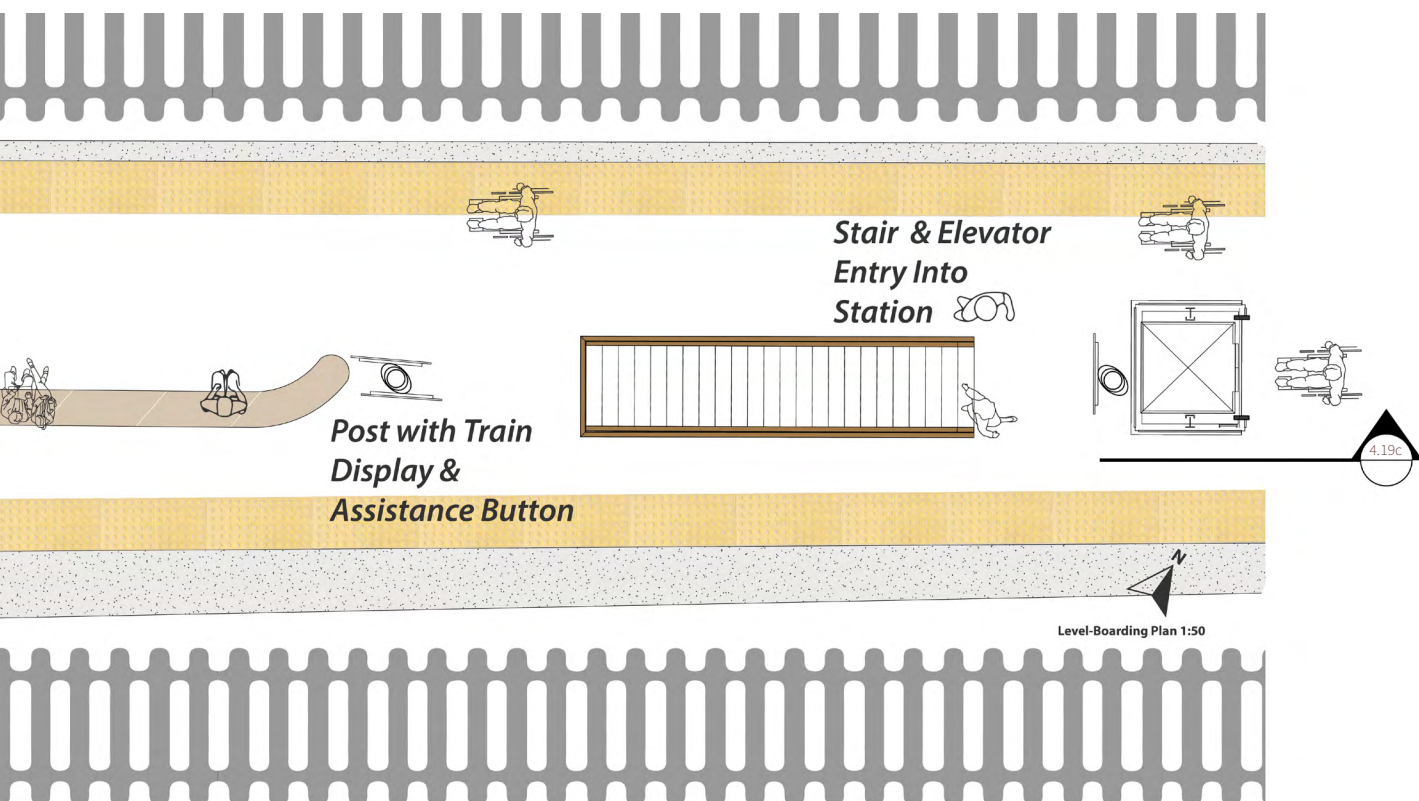 Stair & Elevator
Entry Into
Station
4.19c
Post with Train
Display &
Assistance Button
N
Level-Boarding Plan 1:50